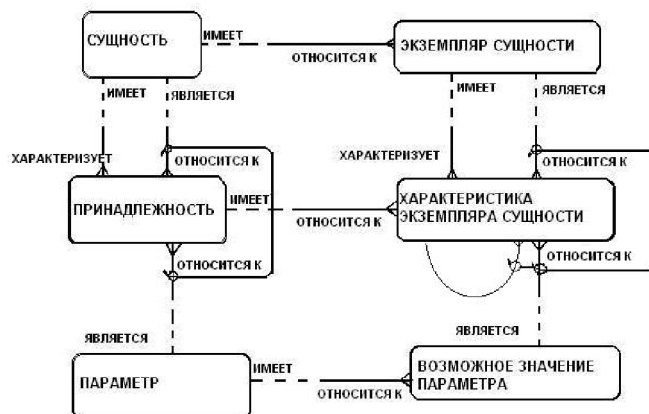 СУЩНОСТЬ
ИМЕЕТ
ОТНОСИТСЯ К
ЭКЗЕМПЛЯР СУЩНОСТИ
ИМЕЕТ
ЯВЛЯЕТСЯ
ИМЕЕТ
ЯВЛЯЕТСЯ
ХАРАКТЕРИЗУЕТ
ОТНОСИТСЯ К
ХАРАКТЕРИЗУЕТ
ОТНОСИТСЯ К
ПРИНАДЛЕЖНОСТЬ
ИМЕЕТ
ОТНОСИТСЯ К
ХАРАКТЕРИСТИКА
ЭКЗЕМПЛЯРА СУЩНОСТИ
ОТНОСИТСЯ К
ОТНОСИТСЯ К
ЯВЛЯЕТСЯ
ЯВЛЯЕТСЯ
ПАРАМЕТР
ИМЕЕТ
ОТНОСИТСЯ К
ВОЗМОЖНОЕ ЗНАЧЕНИЕ
ПАРАМЕТРА